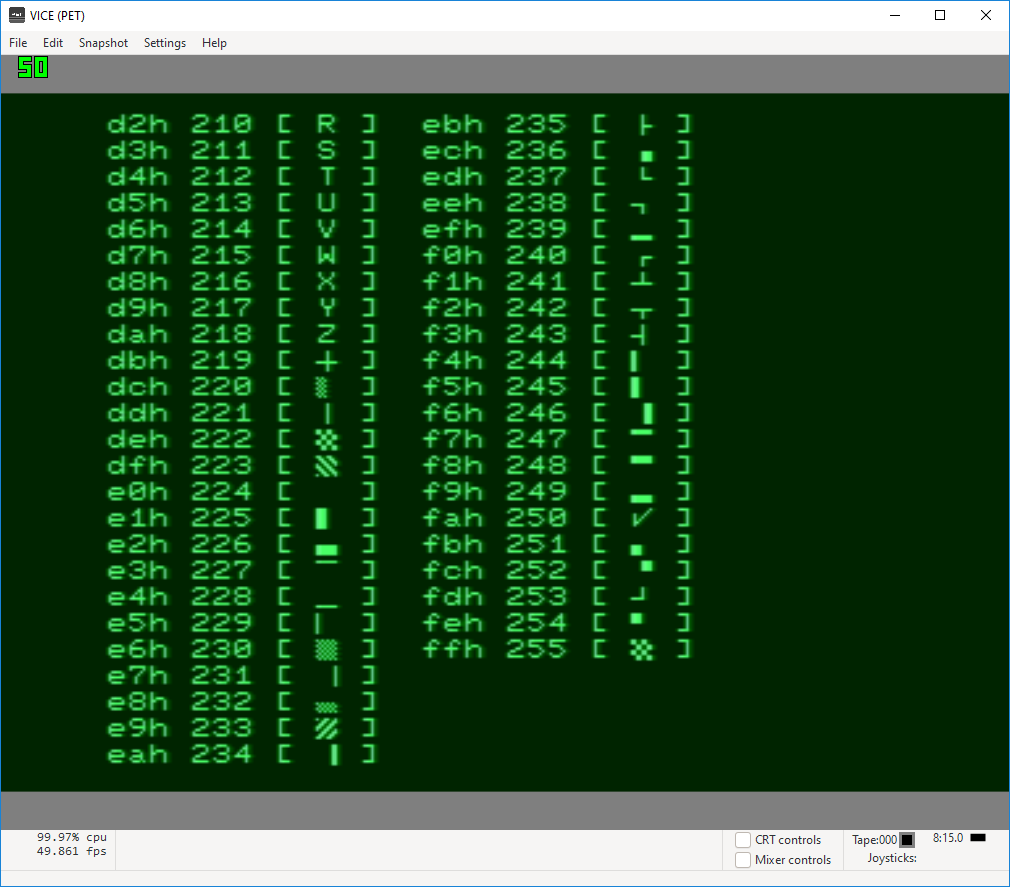 VICE (PET)
File Edit Snapshot Settings Help
50
d2h 210 [ R ] ebh 235 [ ├ ]
d3h 211 [ S ] ech 236 [ ▗ ]
d4h 212 [ T ] edh 237 [ └ ]
d5h 213 [ U ] eeh 238 [ ┐ ]
d6h 214 [ V ] efh 239 [ ▂ ]
d7h 215 [ W ] f0h 240 [ ┌ ]
d8h 216 [ X ] f1h 241 [ ┴ ]
d9h 217 [ Y ] f2h 242 [ ┬ ]
dah 218 [ Z ] f3h 243 [ ┤ ]
dbh 219 [ ┼ ] f4h 244 [ ▎ ]
dch 220 [ ▒ ] f5h 245 [ ▍ ]
ddh 221 [ │ ] f6h 246 [ ▐ ]
deh 222 [ ▒ ] f7h 247 [ ▔ ]
dfh 223 [ ▧ ] f8h 248 [ ▀ ]
e0h 224 [   ] f9h 249 [ ▃ ]
e1h 225 [ ▌ ] fah 250 [ ✓ ]
e2h 226 [ ▄ ] fbh 251 [ ▖ ]
e3h 227 [ ▔ ] fch 252 [ ▝ ]
e4h 228 [ ▁ ] fdh 253 [ ┘ ]
e5h 229 [ ▏ ] feh 254 [ ▘ ]
e6h 230 [ ▒ ] ffh 255 [ ▒ ]
e7h 231 [ ▕ ]
e8h 232 [ ▒ ]
e9h 233 [ ▨ ]
eah 234 [ ▐ ]
99.97% cpu
49.861 fps
CRT controls
Mixer controls
Tape:000
8:15.0
Joysticks: